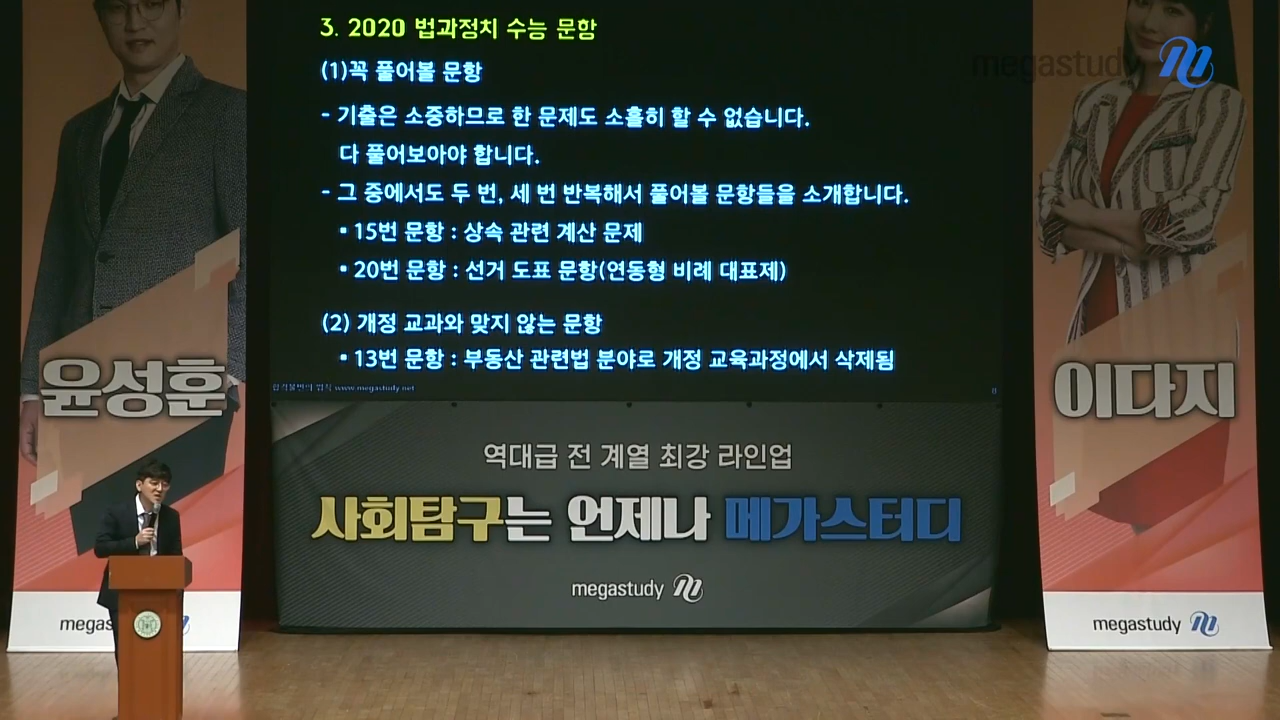 3. 2020 법과정치 수능 문항
(1)꼭 풀어볼 문항
- 기출은 소중하므로 한 문제도 소홀히 할 수 없습니다.
다 풀어보아야 합니다.
- 그 중에서도 두 번, 세 번 반복해서 풀어볼 문항들을 소개합니다.
▪ 15번 문항 : 상속 관련 계산 문제
▪ 20번 문항 : 선거 도표 문항(연동형 비례 대표제)
(2) 개정 교과와 맞지 않는 문항
▪ 13번 문항 : 부동산 관련법 분야로 개정 교육과정에서 삭제됨
www.megastudy.net
8
megastudy
윤성훈
이다지
역대급 전 계열 최강 라인업
사회탐구는 언제나 메가스터디
megastudy
megas
megastudy